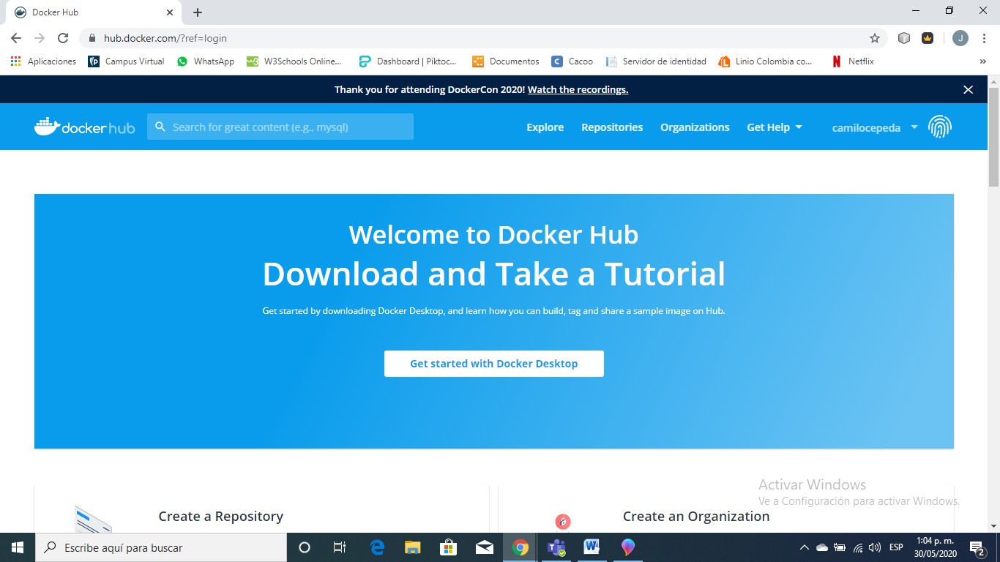 Docker Hub
hub.docker.com/?ref=login
J
Aplicaciones
Campus Virtual
WhatsApp
W3Schools Online...
Dashboard | Piktoc...
Documentos
C Cacoo
Servidor de identidad
Linio Colombia co...
N Netflix
»
Thank you for attending DockerCon 2020! Watch the recordings.
docker hub
Search for great content (e.g., mysql)
Explore
Repositories
Organizations
Get Help
camilocepeda
Welcome to Docker Hub
Download and Take a Tutorial
Get started by downloading Docker Desktop, and learn how you can build, tag and share a sample image on Hub.
Get started with Docker Desktop
Activar Windows
Ve a Configuración para activar Windows.
Create a Repository
Create an Organization
Escribe aquí para buscar
ESP
1:04 p. m.
30/05/2020
2